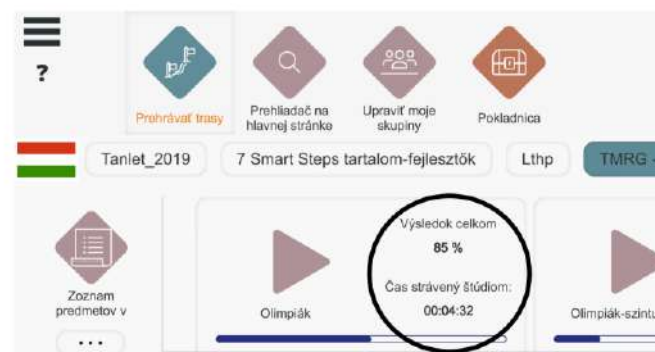 ?
Prehrávať trasy
Prehliadač na
hlavnej stránke
Upraviť moje
skupiny
Pokladnica
Tanlet_2019
7 Smart Steps tartalom-fejlesztők
Lthp
TMRG
Zoznam
predmetov v
...
Olimpiák
Výsledok celkom
85 %
Čas strávený štúdiom:
00:04:32
Olimpiák-szintu